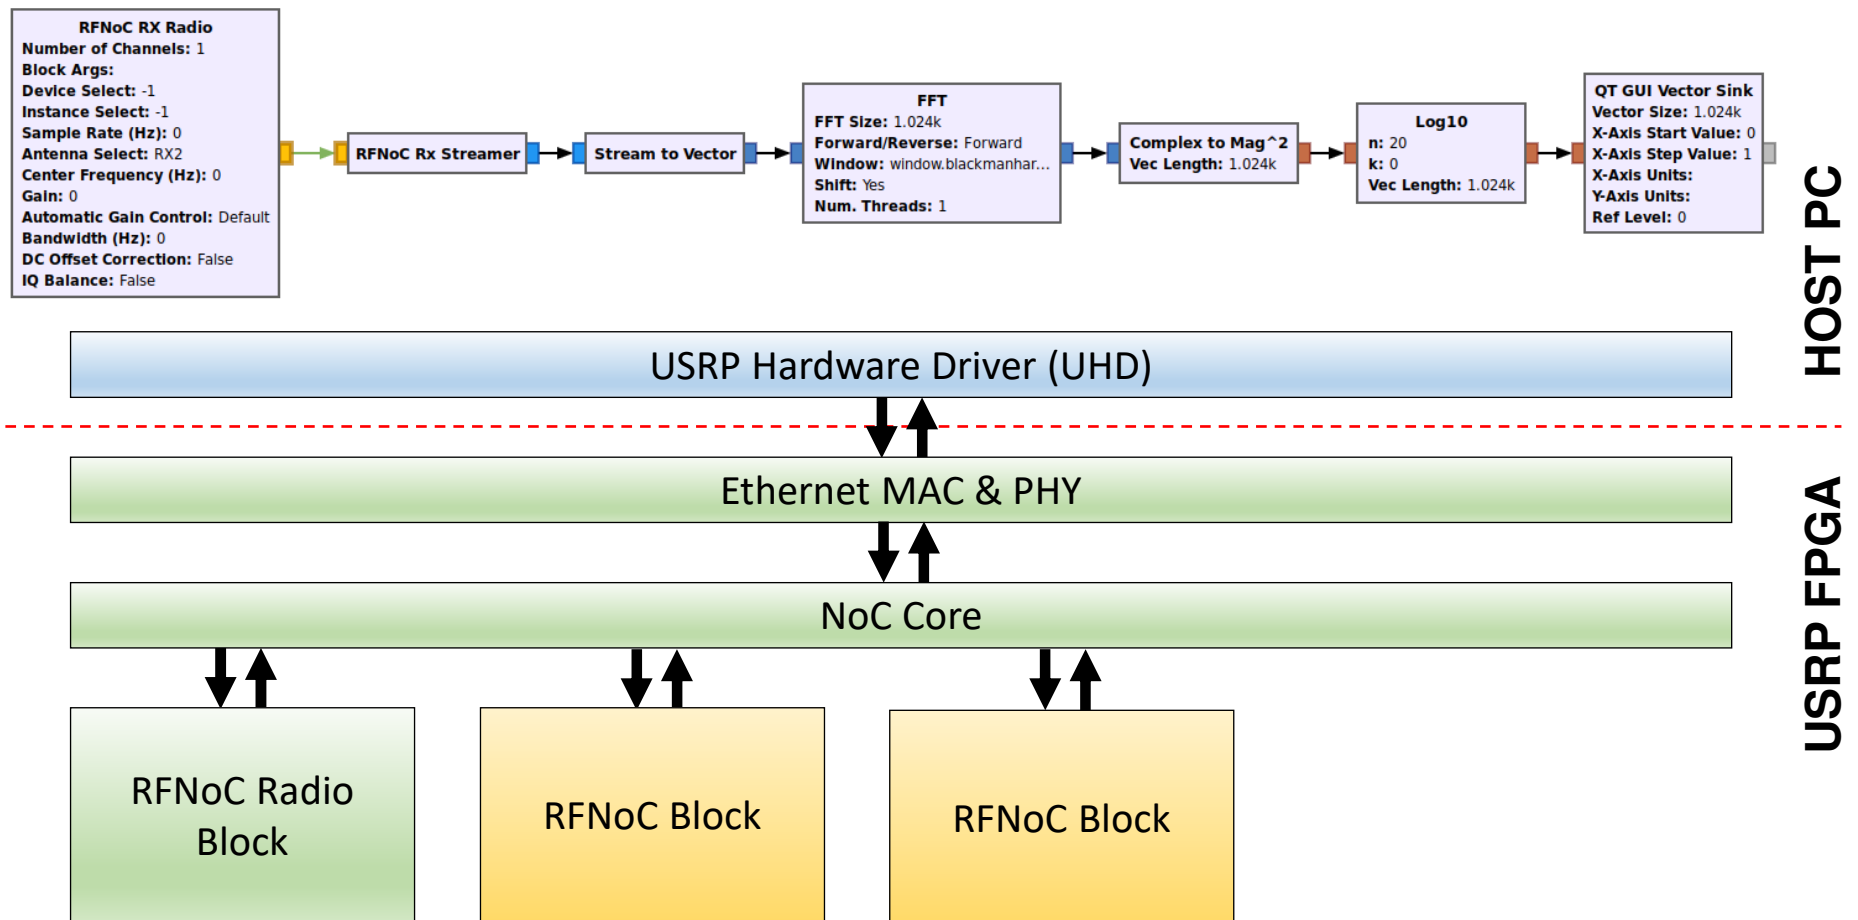 RFNoC RX Radio
Number of Channels: 1
Block Args:
Device Select: -1
Instance Select: -1
Sample Rate (Hz): 0
Antenna Select: RX2
Center Frequency (Hz): 0
Gain: 0
Automatic Gain Control: Default
Bandwidth (Hz): 0
DC Offset Correction: False
IQ Balance: False
RFNoC Rx Streamer
Stream to Vector
FFT
FFT Size: 1.024k
Forward/Reverse: Forward
Window: window.blackmanhar...
Shift: Yes
Num. Threads: 1
Complex to Mag^2
Vec Length: 1.024k
Log10
n: 20
k: 0
Vec Length: 1.024k
QT GUI Vector Sink
Vector Size: 1.024k
X-Axis Start Value: 0
X-Axis Step Value: 1
X-Axis Units:
Y-Axis Units:
Ref Level: 0
HOST PC
USRP Hardware Driver (UHD)
Ethernet MAC & PHY
NoC Core
USRP FPGA
RFNoC Radio
Block
RFNoC Block
RFNoC Block